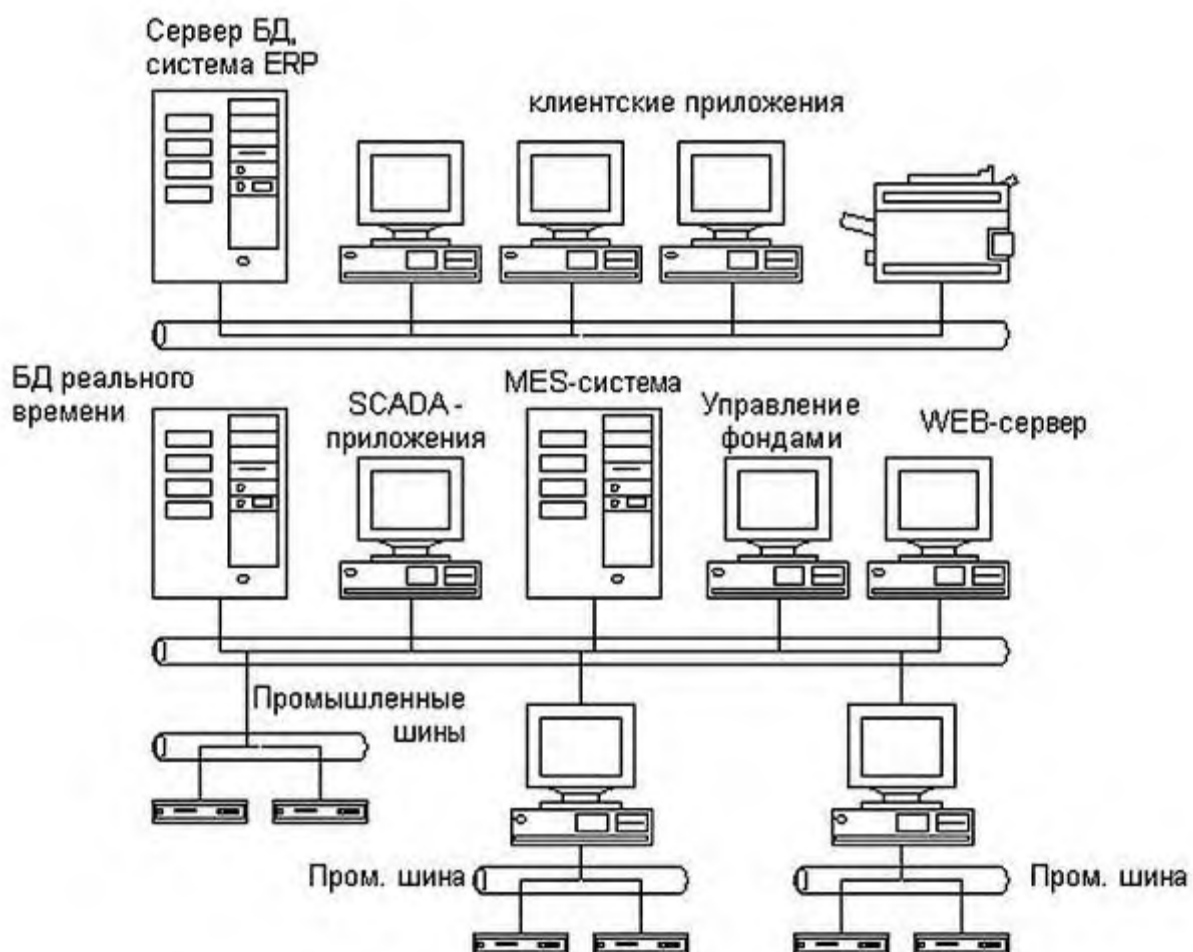 Сервер БД,
система ERP
клиентские приложения
БД реального
времени
SCADA -
приложения
MES-система
Управление
фондами
WEB-сервер
Промышленные
шины
Пром. шина
Пром. шина